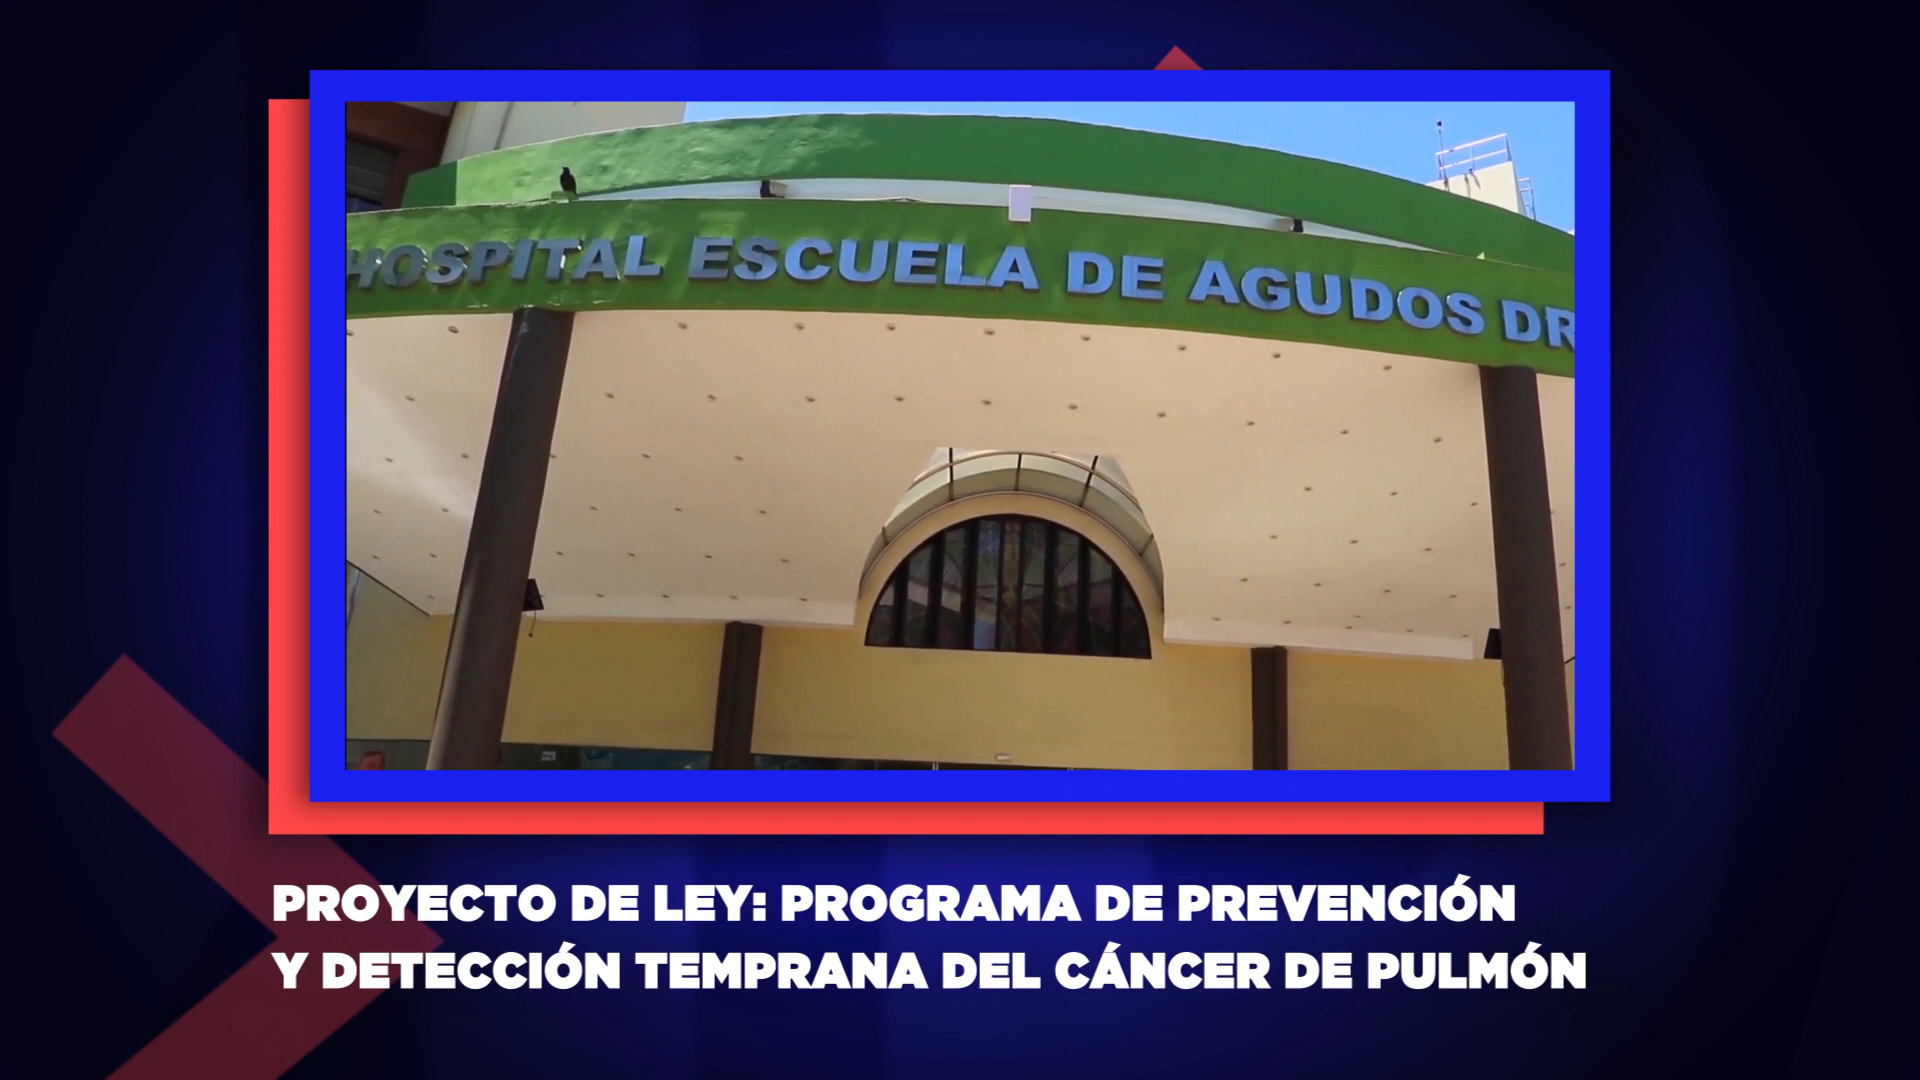 HOSPITAL ESCUELA DE AGUDOS DR
PROYECTO DE LEY: PROGRAMA DE PREVENCIÓN
Y DETECCIÓN TEMPRANA DEL CÁNCER DE PULMÓN